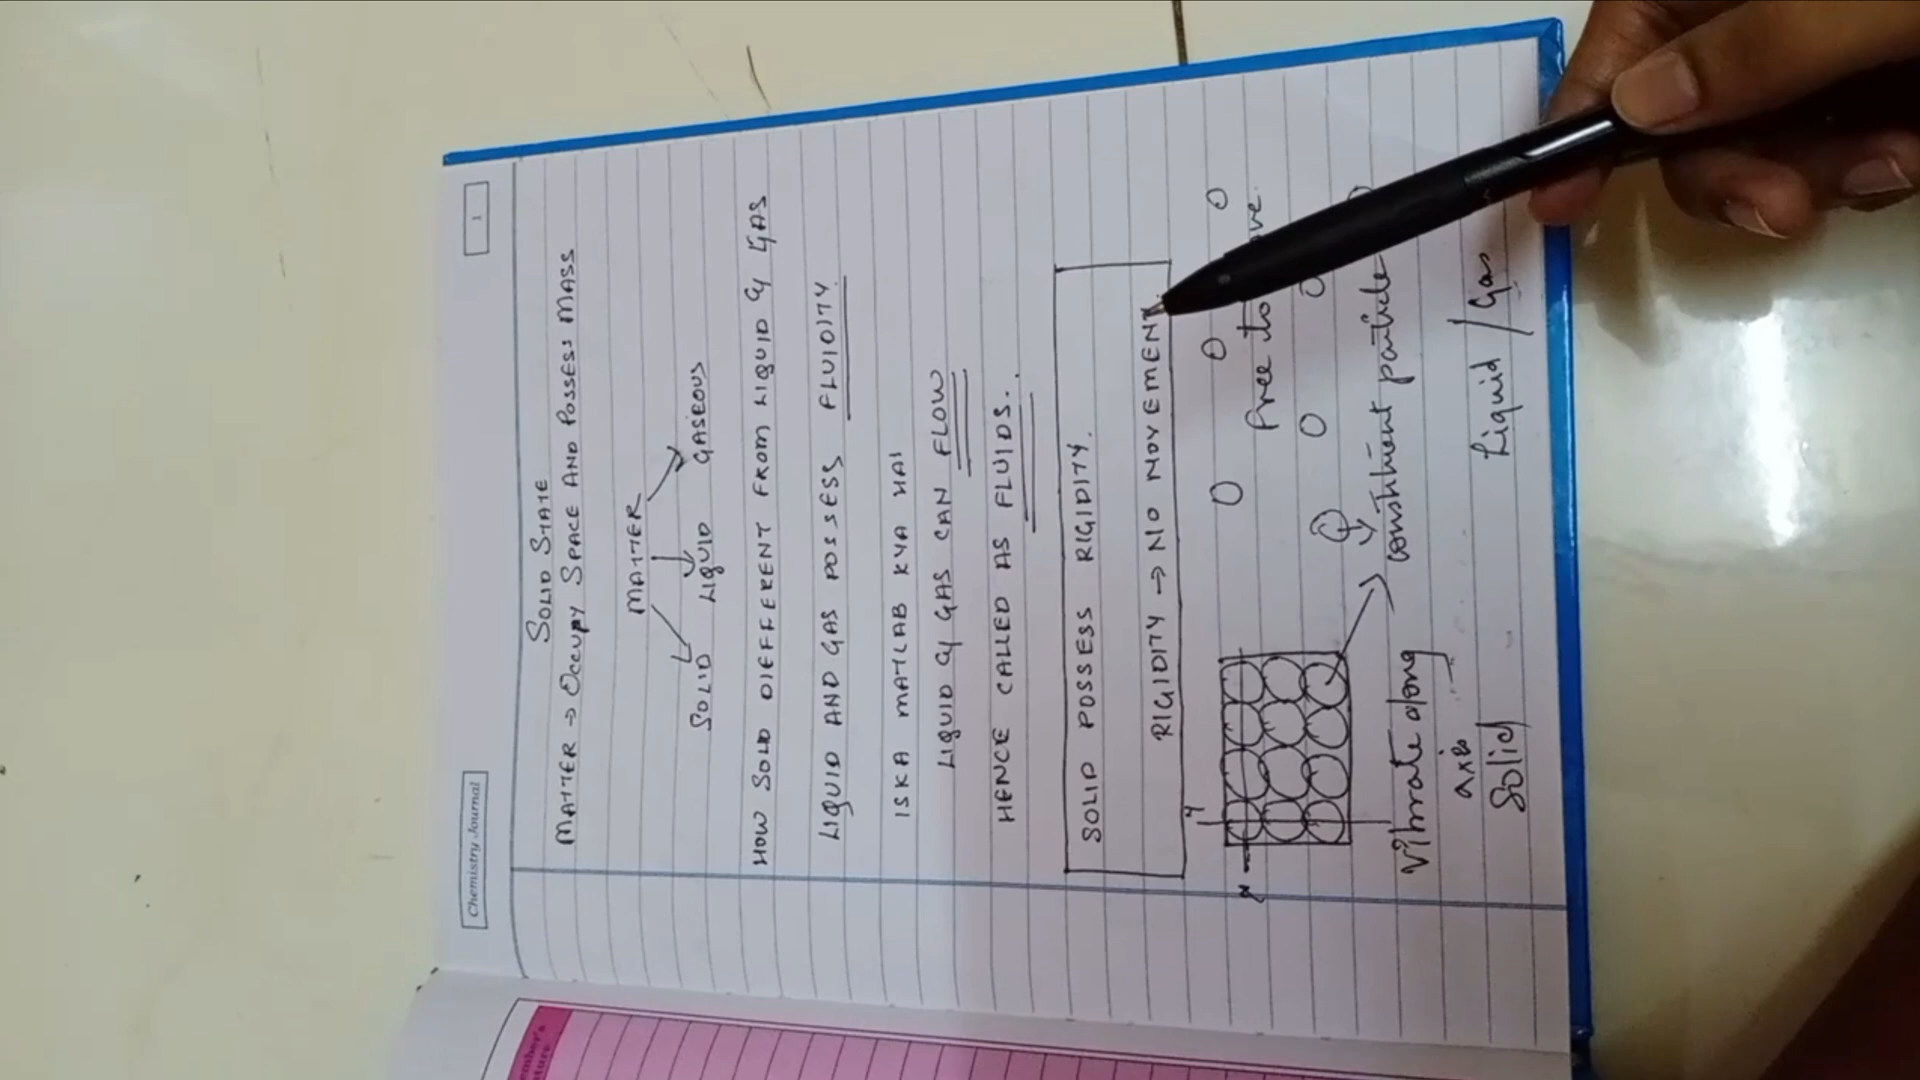 Chemistry Journal
1
SOLID STATE
MATTER → OCCUPY SPACE AND POSSESS MASS
MATTER
SOLID LIQUID GASEOUS
HOW SOLID DIFFERENT FROM LIQUID & GAS
LIQUID AND GAS POSSESS FLUIDITY.
ISKA MATLAB KYA HAI
LIQUID & GAS CAN FLOW
HENCE CALLED AS FLUIDS.
SOLID POSSESS RIGIDITY.
RIGIDITY → NO MOVEMENT
y
x
free to
constituent particle
Vibrate along
axis
Solid
Liquid / Gas